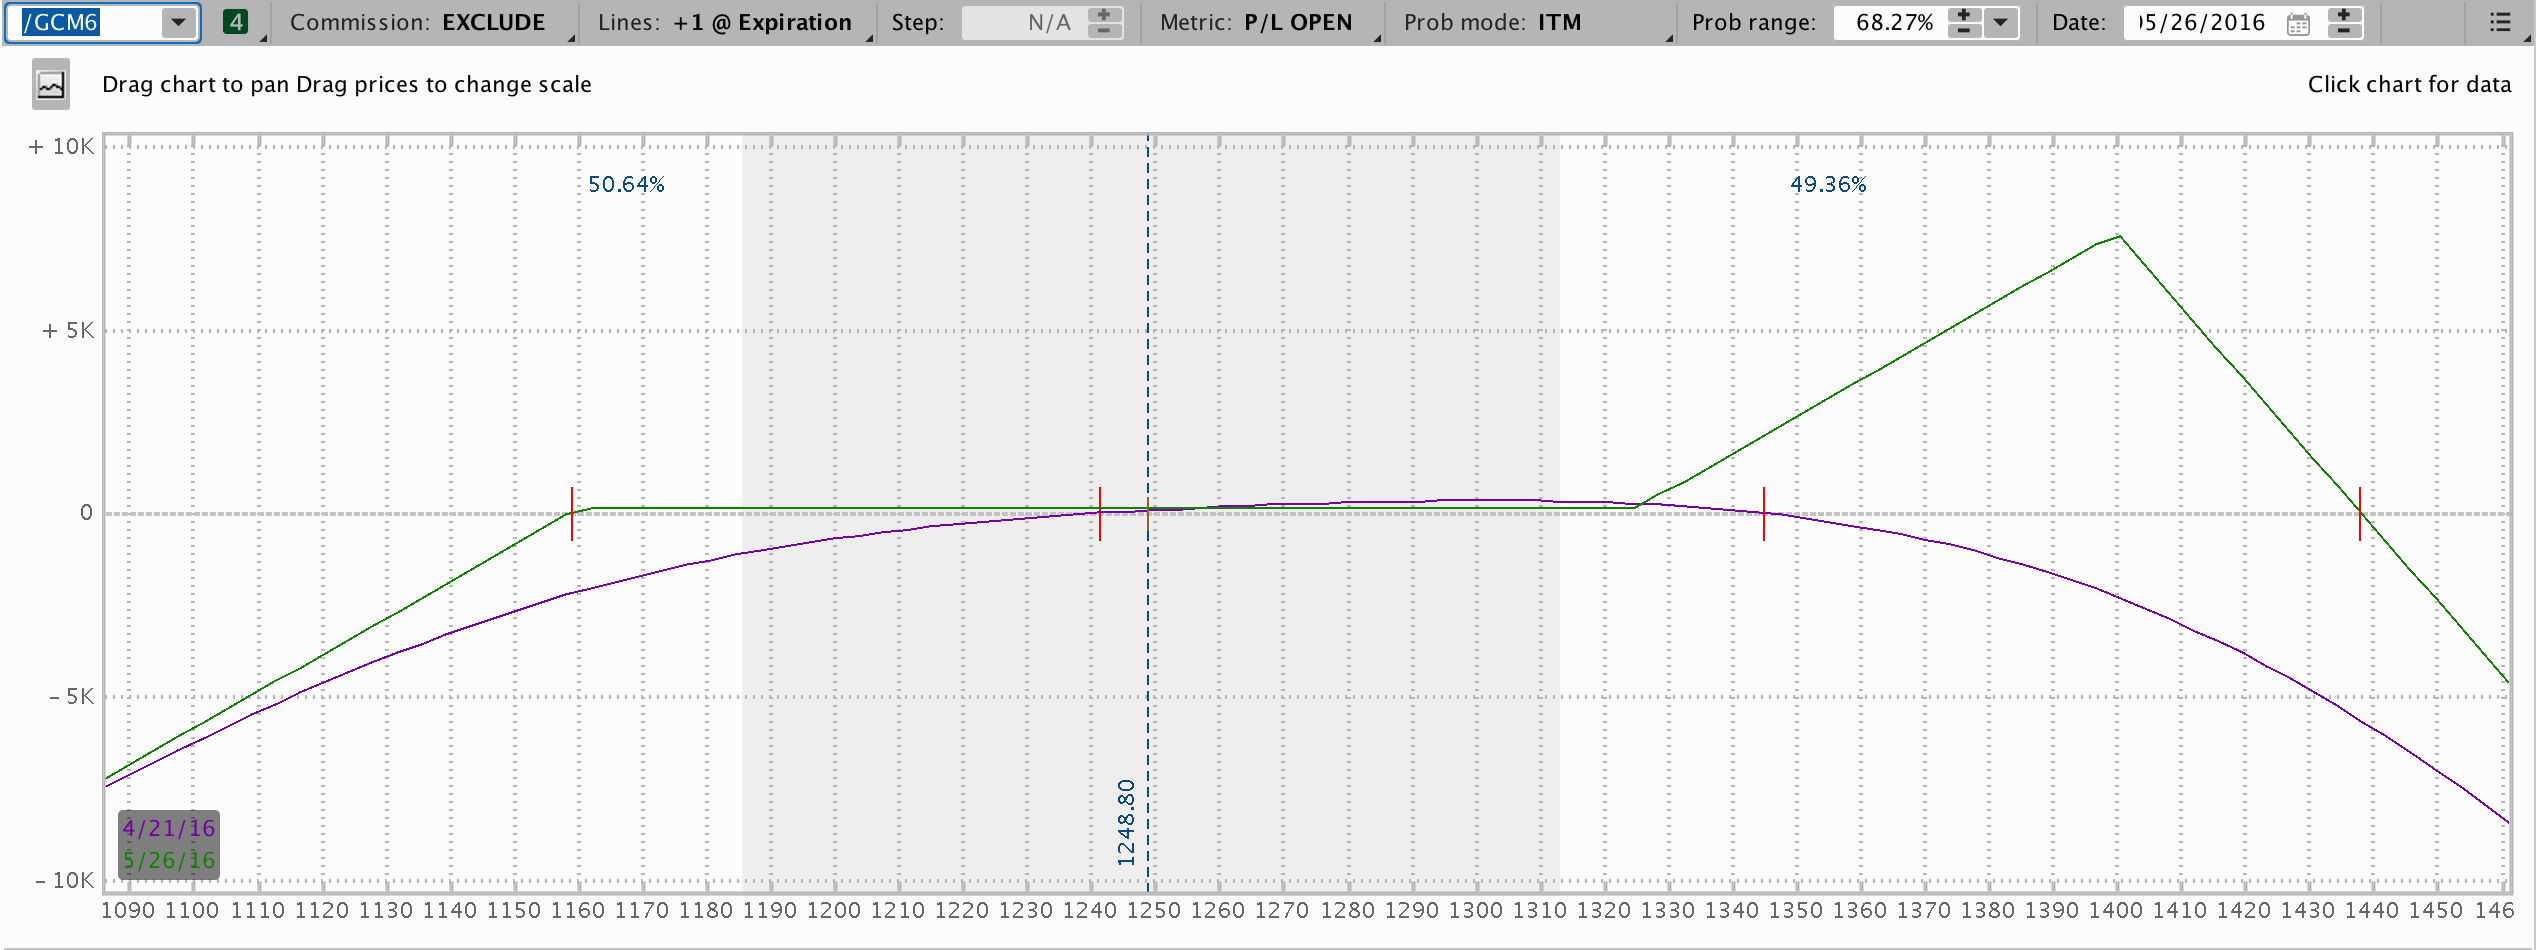 /GCM6 4 Commission: EXCLUDE Lines: +1 @ Expiration Step: N/A Metric: P/L OPEN Prob mode: ITM Prob range: 68.27% Date: 05/26/2016
Drag chart to pan Drag prices to change scale Click chart for data
+ 10K
50.64% 49.36%
+ 5K
0
- 5K
1248.80
4/21/16
5/26/16
- 10K
1090 1100 1110 1120 1130 1140 1150 1160 1170 1180 1190 1200 1210 1220 1230 1240 1250 1260 1270 1280 1290 1300 1310 1320 1330 1340 1350 1360 1370 1380 1390 1400 1410 1420 1430 1440 1450 146